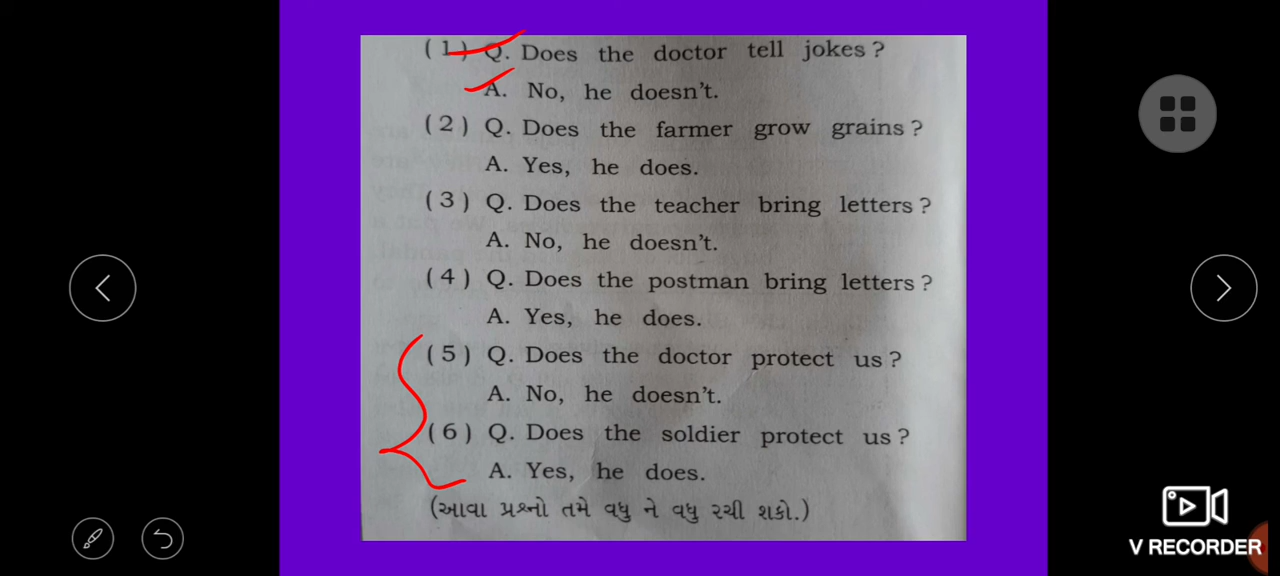 (1) Q. Does the doctor tell jokes?
A. No, he doesn't.
(2) Q. Does the farmer grow grains?
A. Yes, he does.
(3) Q. Does the teacher bring letters?
A. No, he doesn't.
(4) Q. Does the postman bring letters?
A. Yes, he does.
(5) Q. Does the doctor protect us?
A. No, he doesn't.
(6) Q. Does the soldier protect us?
A. Yes, he does.
(આવા પ્રશ્નો તમે વધુ ને વધુ રચી શકો.)
V RECORDER